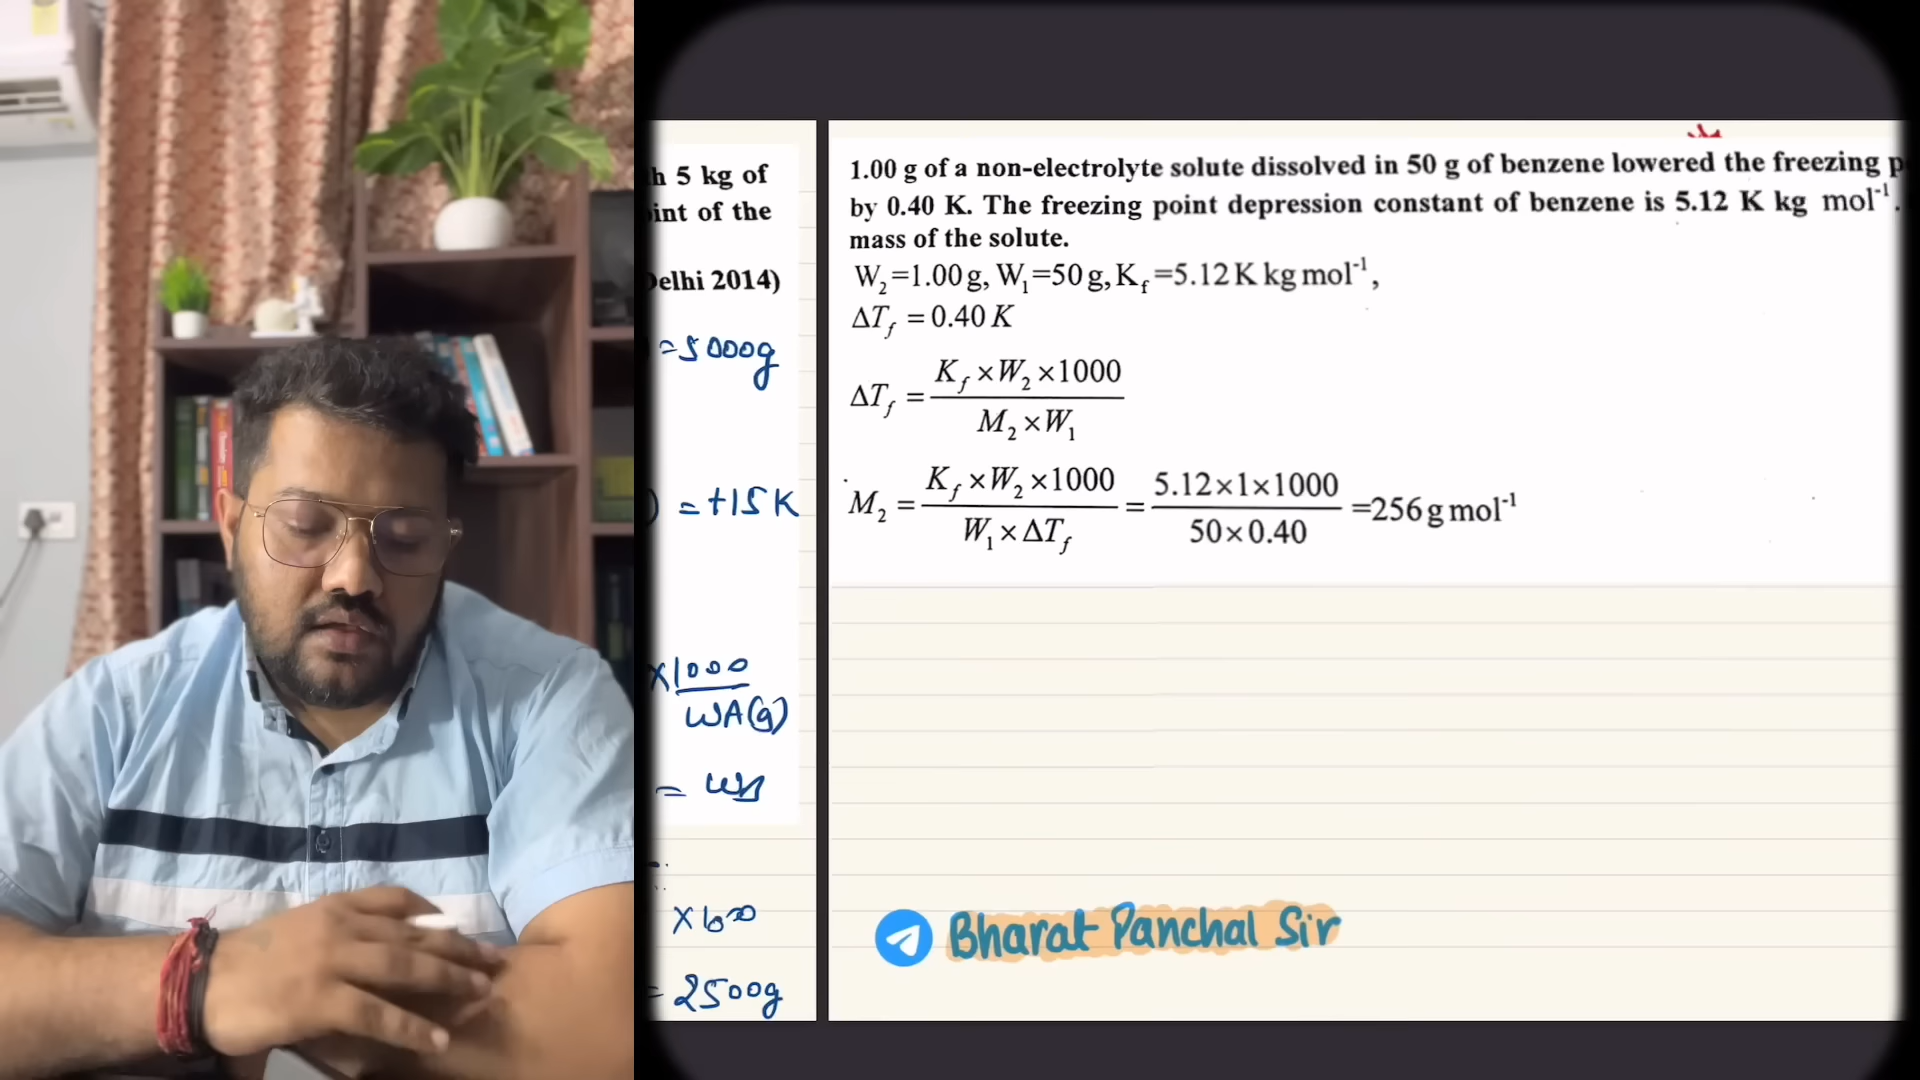 h 5 kg of
int of the
Delhi 2014)
=5000g
) = +15 K
×1000
WA(g)
= WB
×1000
= 2500g
1.00 g of a non-electrolyte solute dissolved in 50 g of benzene lowered the freezing p
by 0.40 K. The freezing point depression constant of benzene is 5.12 K kg mol⁻¹.
mass of the solute.
W₂=1.00 g, W₁=50 g, K_f=5.12 K kg mol⁻¹,
ΔT_f = 0.40 K
ΔT_f = (K_f × W₂ × 1000) / (M₂ × W₁)
M₂ = (K_f × W₂ × 1000) / (W₁ × ΔT_f) = (5.12×1×1000) / (50×0.40) =256 g mol⁻¹
Bharat Panchal Sir